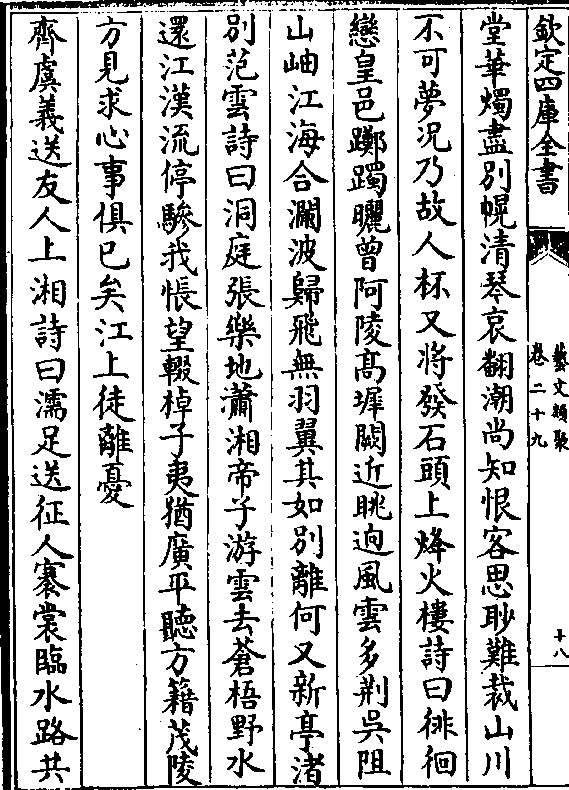 欽定四庫全書
藝文類聚
卷二十九
十八
堂華燭盡別幌清琴哀翻潮尚知恨客思眇難裁山川
不可夢況乃故人杯又將發石頭上烽火樓詩曰徘徊
戀皇邑躑躅曬曾阿陵髙墀闕近眺逈風雲多荆呉阻
山岫江海合瀾波歸飛無羽翼其如別離何又新亭渚
別范雲詩曰洞庭張樂地瀟湘帝子游雲去蒼梧野水
還江漢流停驂我悵望輟棹子夷猶廣平聽方籍茂陵
方見求心事俱已矣江上徒離憂
齊虞羲送友人上湘詩曰濡足送征人褰裳臨水路共